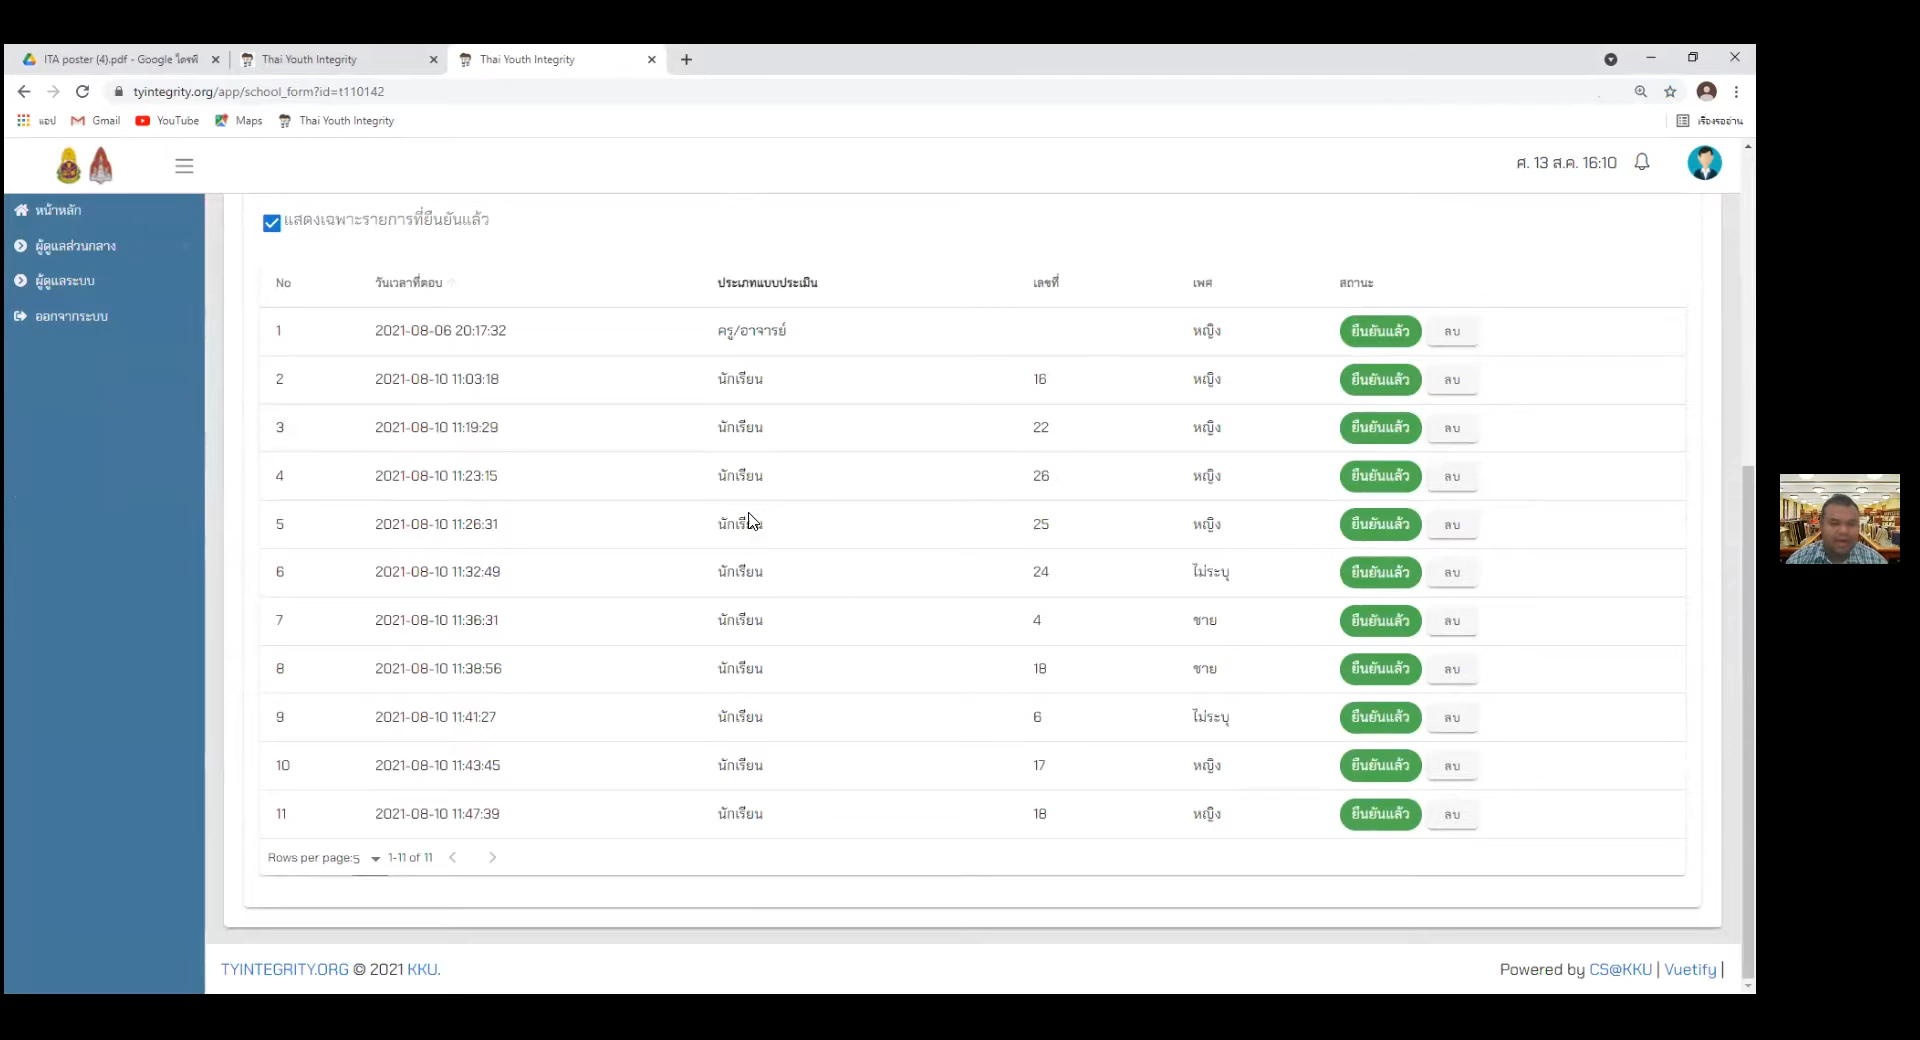 ITA poster (4).pdf - Google ไดรฟ์
Thai Youth Integrity
Thai Youth Integrity
tyintegrity.org/app/school_form?id=t110142
แอป Gmail YouTube Maps Thai Youth Integrity
เรื่องรออ่าน
ศ. 13 ส.ค. 16:10
หน้าหลัก
ผู้ดูแลส่วนกลาง
ผู้ดูแลระบบ
ออกจากระบบ
แสดงเฉพาะรายการที่ยืนยันแล้ว
No วันเวลาที่ตอบ ประเภทแบบประเมิน เลขที่ เพศ สถานะ
1 2021-08-06 20:17:32 ครู/อาจารย์ หญิง ยืนยันแล้ว ลบ
2 2021-08-10 11:03:18 นักเรียน 16 หญิง ยืนยันแล้ว ลบ
3 2021-08-10 11:19:29 นักเรียน 22 หญิง ยืนยันแล้ว ลบ
4 2021-08-10 11:23:15 นักเรียน 26 หญิง ยืนยันแล้ว ลบ
5 2021-08-10 11:26:31 นักเรียน 25 หญิง ยืนยันแล้ว ลบ
6 2021-08-10 11:32:49 นักเรียน 24 ไม่ระบุ ยืนยันแล้ว ลบ
7 2021-08-10 11:36:31 นักเรียน 4 ชาย ยืนยันแล้ว ลบ
8 2021-08-10 11:38:56 นักเรียน 18 ชาย ยืนยันแล้ว ลบ
9 2021-08-10 11:41:27 นักเรียน 6 ไม่ระบุ ยืนยันแล้ว ลบ
10 2021-08-10 11:43:45 นักเรียน 17 หญิง ยืนยันแล้ว ลบ
11 2021-08-10 11:47:39 นักเรียน 18 หญิง ยืนยันแล้ว ลบ
Rows per page:5 1-11 of 11
TYINTEGRITY.ORG © 2021 KKU.
Powered by CS@KKU | Vuetify |